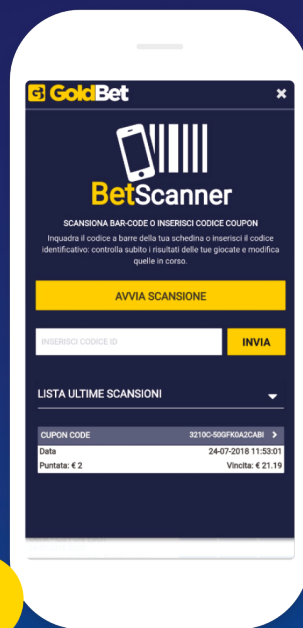 GoldBet
BetScanner
SCANSIONA BAR-CODE O INSERISCI CODICE COUPON
Inquadra il codice a barre della tua schedina o inserisci il codice
identificativo: controlla subito i risultati delle tue giocate e modifica
quelle in corso.
AVVIA SCANSIONE
INSERISCI CODICE ID INVIA
LISTA ULTIME SCANSIONI
CUPON CODE 3210C-50GFK0A2CABI >
Data 24-07-2018 11:53:01
Puntata: € 2 Vincita: € 21.19